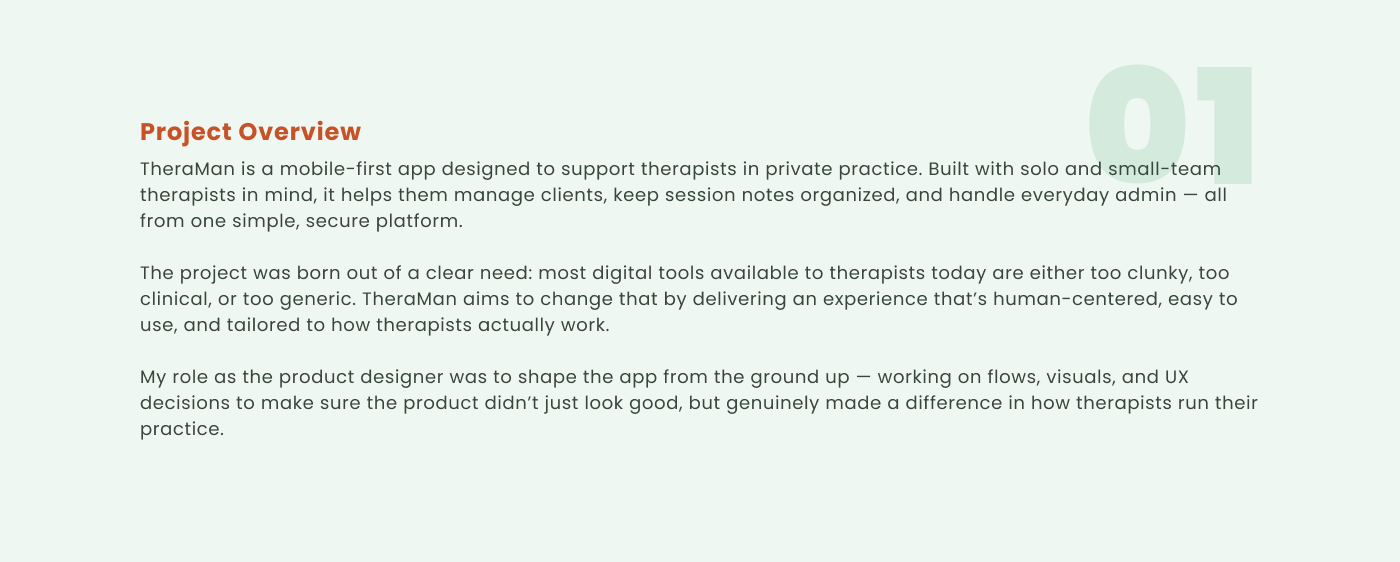 01
Project Overview
TheraMan is a mobile-first app designed to support therapists in private practice. Built with solo and small-team
therapists in mind, it helps them manage clients, keep session notes organized, and handle everyday admin — all
from one simple, secure platform.
The project was born out of a clear need: most digital tools available to therapists today are either too clunky, too
clinical, or too generic. TheraMan aims to change that by delivering an experience that’s human-centered, easy to
use, and tailored to how therapists actually work.
My role as the product designer was to shape the app from the ground up — working on flows, visuals, and UX
decisions to make sure the product didn’t just look good, but genuinely made a difference in how therapists run their
practice.